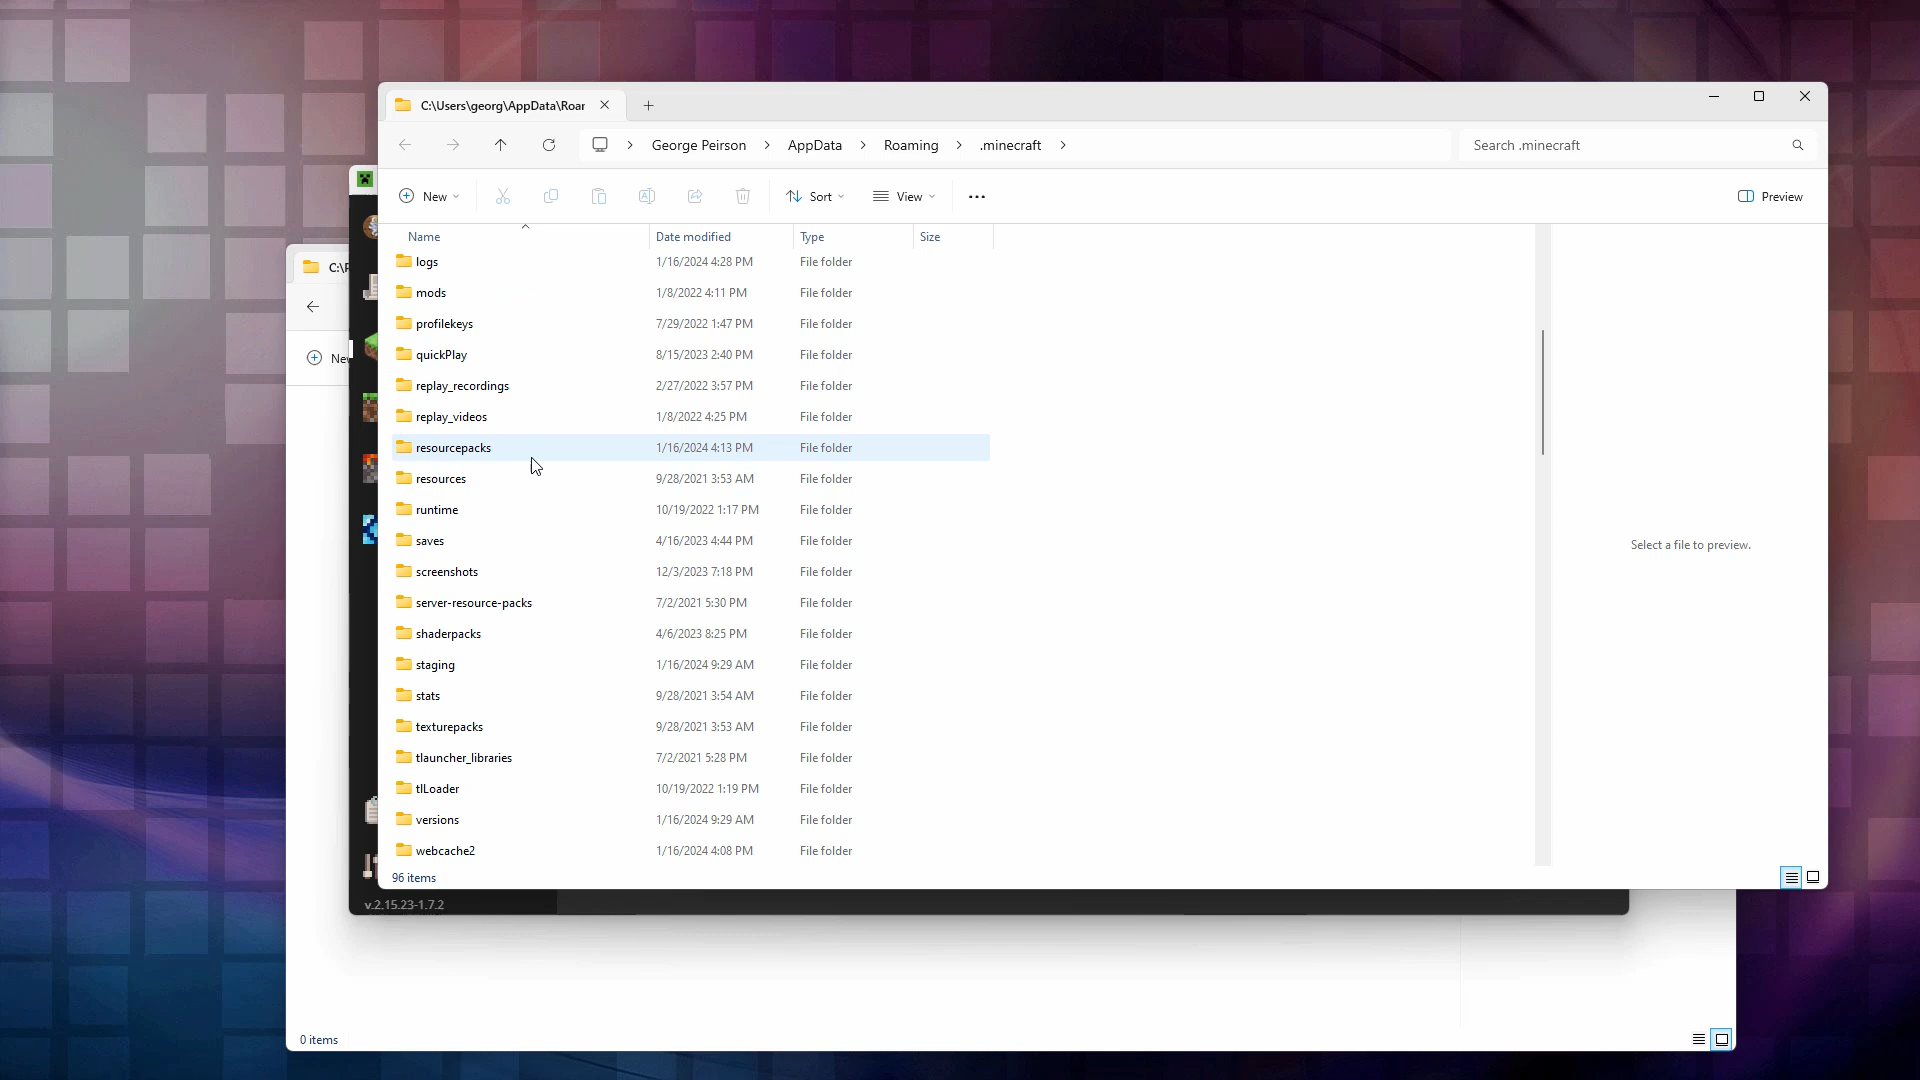 C:\Users\georg\AppData\Roar
George Peirson
AppData
Roaming
.minecraft
Search .minecraft
New
Sort
View
Preview
Name
Date modified
Type
Size
logs 1/16/2024 4:28 PM File folder
mods 1/8/2022 4:11 PM File folder
profilekeys 7/29/2022 1:47 PM File folder
quickPlay 8/15/2023 2:40 PM File folder
replay_recordings 2/27/2022 3:57 PM File folder
replay_videos 1/8/2022 4:25 PM File folder
resourcepacks 1/16/2024 4:13 PM File folder
resources 9/28/2021 3:53 AM File folder
runtime 10/19/2022 1:17 PM File folder
saves 4/16/2023 4:44 PM File folder
screenshots 12/3/2023 7:18 PM File folder
server-resource-packs 7/2/2021 5:30 PM File folder
shaderpacks 4/6/2023 8:25 PM File folder
staging 1/16/2024 9:29 AM File folder
stats 9/28/2021 3:54 AM File folder
texturepacks 9/28/2021 3:53 AM File folder
tlauncher_libraries 7/2/2021 5:28 PM File folder
tlLoader 10/19/2022 1:19 PM File folder
versions 1/16/2024 9:29 AM File folder
webcache2 1/16/2024 4:08 PM File folder
96 items
Select a file to preview.
v.2.15.23-1.7.2
0 items